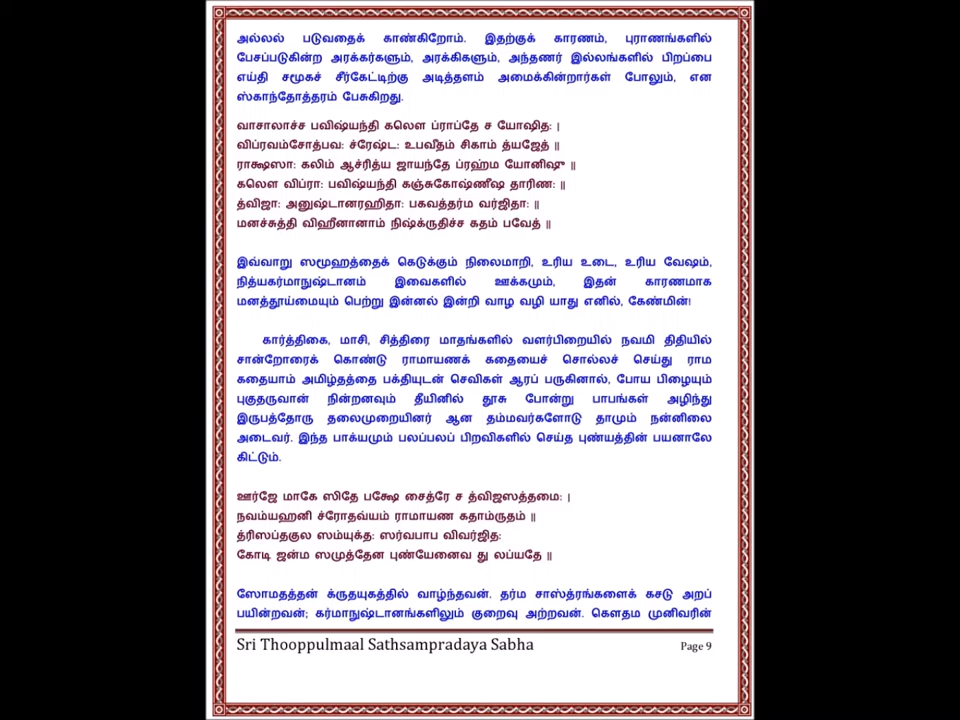 அல்லல் படுவதைக் காண்கிறோம். இதற்குக் காரணம், புராணங்களில்
பேசப்படுகின்ற அரக்கர்களும், அரக்கிகளும், அந்தணர் இல்லங்களில் பிறப்பை
எய்தி சமூகச் சீர்கேட்டிற்கு அடித்தளம் அமைக்கின்றார்கள் போலும், என
ஸ்காந்தோத்தரம் பேசுகிறது.
வாசாலாச்ச பவிஷ்யந்தி கலௌ ப்ராப்தே ச யோஷித: |
விப்ரவம்சோத்பவ: ச்ரேஷ்ட: உபவீதம் சிகாம் த்யஜேத் ||
ராக்ஷஸா: கலிம் ஆச்ரித்ய ஜாயந்தே ப்ரஹ்ம யோனிஷு ||
கலௌ விப்ரா: பவிஷ்யந்தி கஞ்சுகோஷ்ணீஷ தாரிண: ||
த்விஜா: அனுஷ்டானரஹிதா: பகவத்தர்ம வர்ஜிதா: ||
மனச்சுத்தி விஹீனானாம் நிஷ்க்ருதிச்ச கதம் பவேத் ||
இவ்வாறு ஸமூஹத்தைக் கெடுக்கும் நிலைமாறி, உரிய உடை, உரிய வேஷம்,
நித்யகர்மாநுஷ்டானம் இவைகளில் ஊக்கமும், இதன் காரணமாக
மனத்தூய்மையும் பெற்று இன்னல் இன்றி வாழ வழி யாது எனில், கேண்மின்!
கார்த்திகை, மாசி, சித்திரை மாதங்களில் வளர்பிறையில் நவமி திதியில்
சான்றோரைக் கொண்டு ராமாயணக் கதையைச் சொல்லச் செய்து ராம
கதையாம் அமிழ்தத்தை பக்தியுடன் செவிகள் ஆரப் பருகினால், போய பிழையும்
புகுதருவான் நின்றனவும் தீயினில் தூசு போன்று பாபங்கள் அழிந்து
இருபத்தோரு தலைமுறையினர் ஆன தம்மவர்களோடு தாமும் நன்னிலை
அடைவர். இந்த பாக்யமும் பலப்பலப் பிறவிகளில் செய்த புண்யத்தின் பயனாலே
கிட்டும்.
ஊர்ஜே மாகே ஸிதே பக்ஷே சைத்ரே ச த்விஜஸத்தமை: |
நவம்யஹனி ச்ரோதவ்யம் ராமாயண கதாம்ருதம் ||
த்ரிஸப்தகுல ஸம்யுக்த: ஸர்வபாப விவர்ஜித:
கோடி ஜன்ம ஸமுத்தேன புண்யேனைவ து லப்யதே ||
ஸோமதத்தன் க்ருதயுகத்தில் வாழ்ந்தவன். தர்ம சாஸ்த்ரங்களைக் கசடு அறப்
பயின்றவன்; கர்மாநுஷ்டானங்களிலும் குறைவு அற்றவன். கௌதம முனிவரின்
Sri Thooppulmaal Sathsampradaya Sabha
Page 9